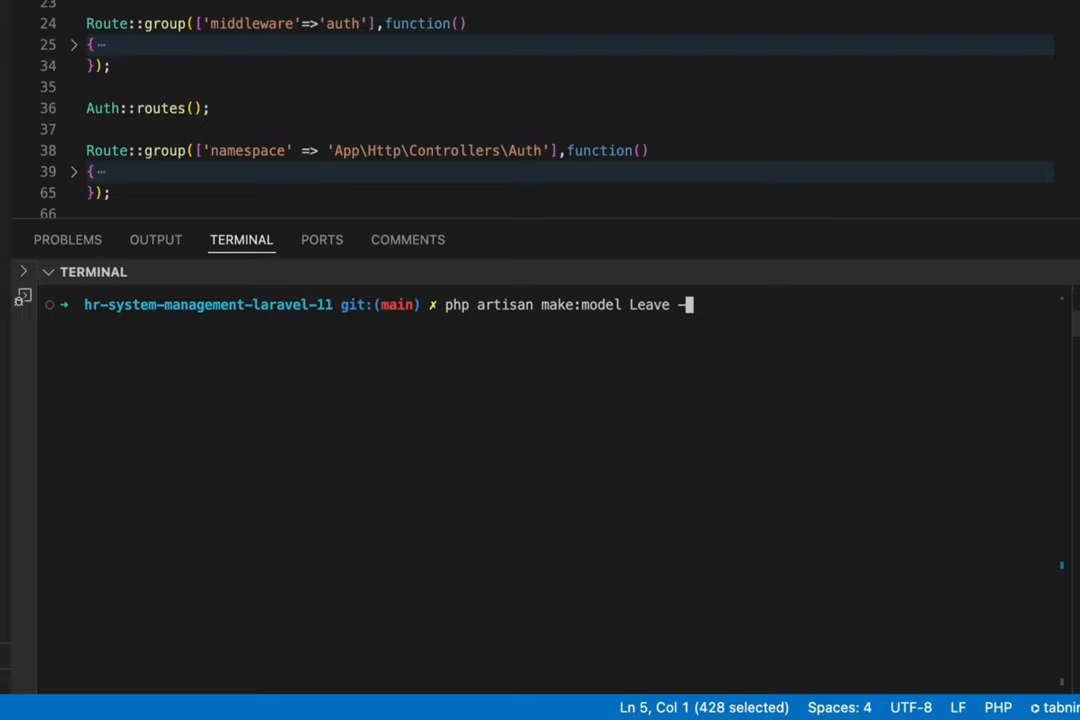 23
24 Route::group(['middleware'=>'auth'],function()
25 > {⋯
34 });
35
36 Auth::routes();
37
38 Route::group(['namespace' => 'App\Http\Controllers\Auth'],function()
39 > {⋯
65 });
66
PROBLEMS OUTPUT TERMINAL PORTS COMMENTS
TERMINAL
➜ hr-system-management-laravel-11 git:(main) ✗ php artisan make:model Leave -
Ln 5, Col 1 (428 selected) Spaces: 4 UTF-8 LF PHP